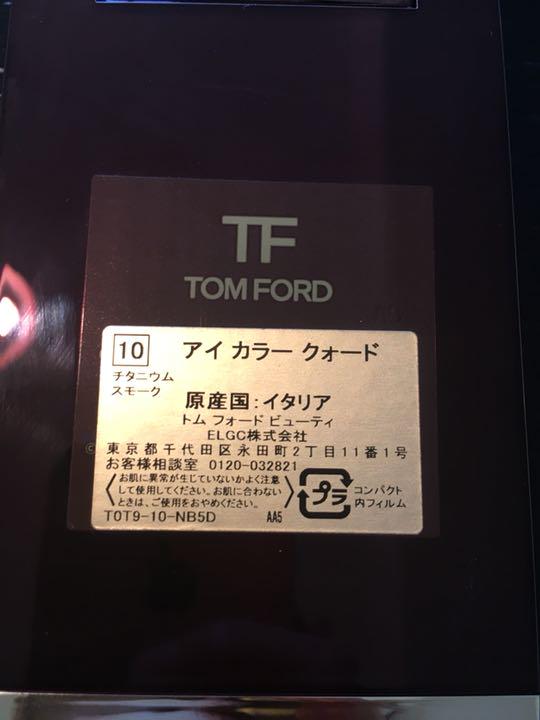 TF
TOM FORD
10 アイ カラー クォード
チタニウム
スモーク
原産国:イタリア
トム フォード ビューティ
ELGC株式会社
東京都千代田区永田町2丁目11番1号
お客様相談室 0120-032821
お肌に異常が生じていないかよく注意
して使用してください。お肌に合わない
ときは、ご使用をおやめください。
プラ
コンパクト
内フィルム
T0T9-10-NB5D AA5